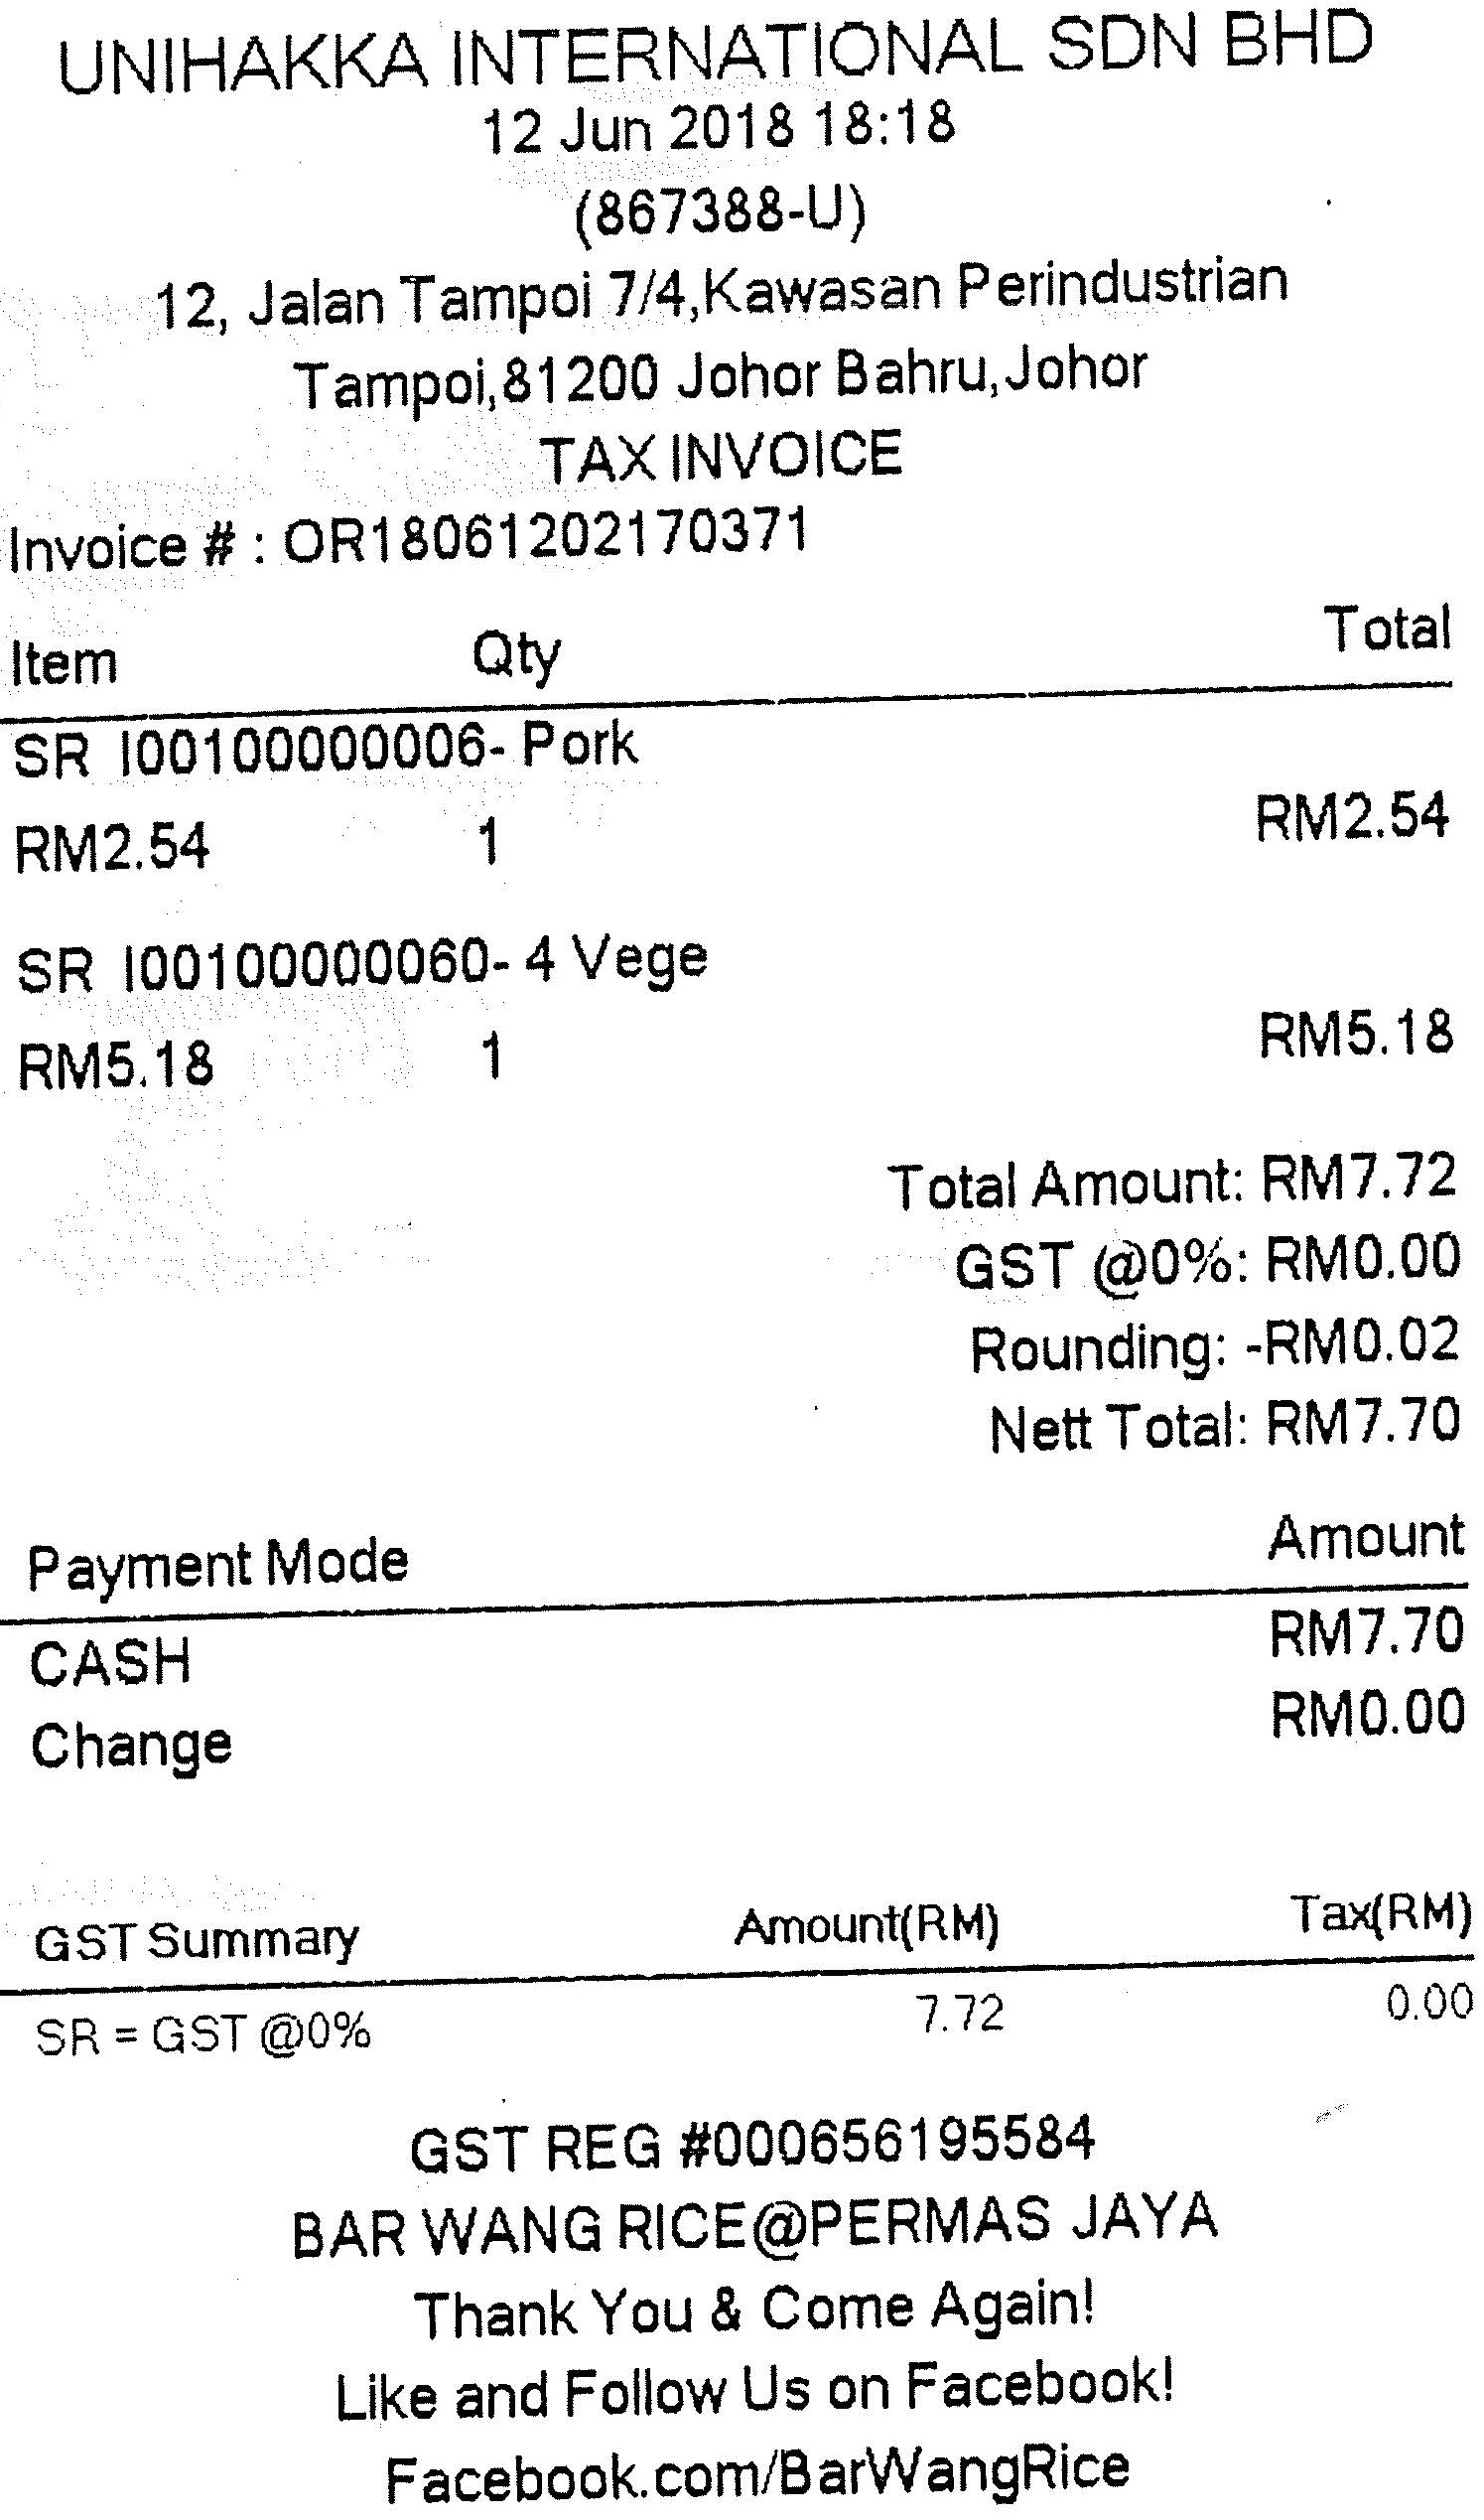 UNIHAKKA INTERNATIONAL SDN BHD
12 Jun 2018 18:18
(867388-U)
12, Jalan Tampoi 7/4,Kawasan Perindustrian
Tampoi,81200 Johor Bahru,Johor
TAX INVOICE
Invoice # : OR18061202170371
Item Qty Total
SR I00100000006- Pork
RM2.54 1 RM2.54
SR I00100000060- 4 Vege
RM5.18 1 RM5.18
Total Amount: RM7.72
GST @0%: RM0.00
Rounding: -RM0.02
Nett Total: RM7.70
Payment Mode Amount
CASH RM7.70
Change RM0.00
GST Summary Amount(RM) Tax(RM)
SR = GST @0% 7.72 0.00
GST REG #000656195584
BAR WANG RICE@PERMAS JAYA
Thank You & Come Again!
Like and Follow Us on Facebook!
Facebook.com/BarWangRice